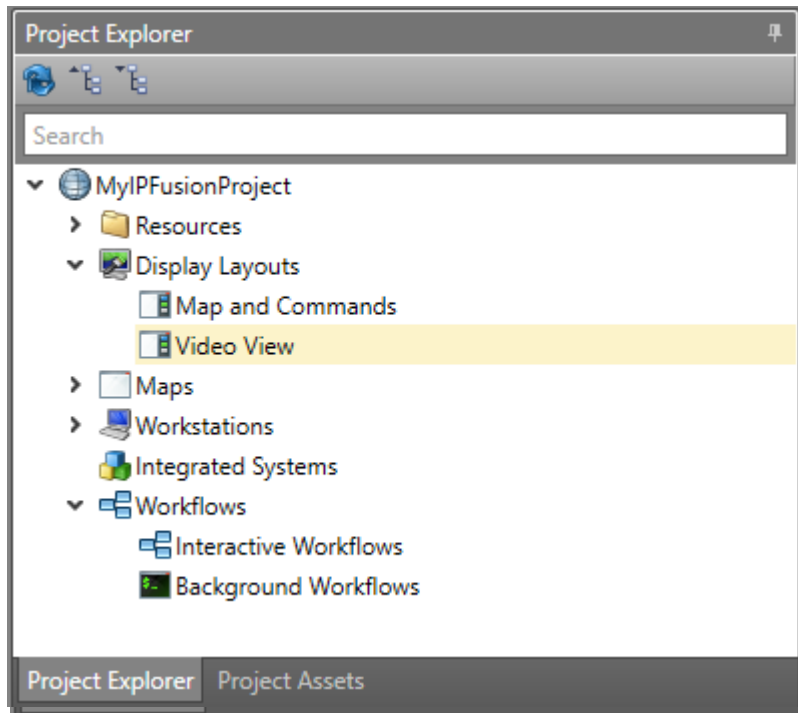 Project Explorer
Search
MyIPFusionProject
Resources
Display Layouts
Map and Commands
Video View
Maps
Workstations
Integrated Systems
Workflows
Interactive Workflows
Background Workflows
Project Explorer Project Assets